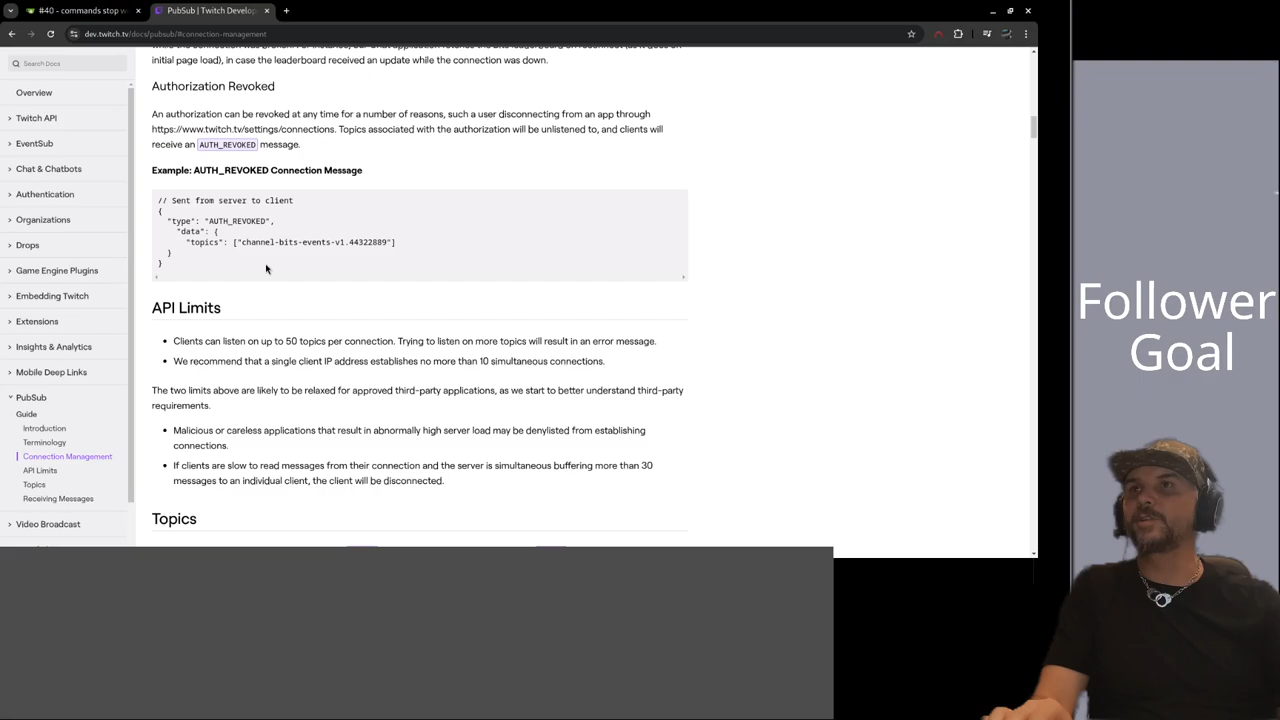 #40 - commands stop w
PubSub | Twitch Develop
dev.twitch.tv/docs/pubsub/#connection-management
Search Docs
Overview
Twitch API
EventSub
Chat & Chatbots
Authentication
Organizations
Drops
Game Engine Plugins
Embedding Twitch
Extensions
Insights & Analytics
Mobile Deep Links
PubSub
Guide
Introduction
Terminology
Connection Management
API Limits
Topics
Receiving Messages
Video Broadcast
initial page load), in case the leaderboard received an update while the connection was down.
Authorization Revoked
An authorization can be revoked at any time for a number of reasons, such a user disconnecting from an app through
https://www.twitch.tv/settings/connections. Topics associated with the authorization will be unlistened to, and clients will
receive an AUTH_REVOKED message.
Example: AUTH_REVOKED Connection Message
// Sent from server to client
{
"type": "AUTH_REVOKED",
"data": {
"topics": ["channel-bits-events-v1.44322889"]
}
}
API Limits
• Clients can listen on up to 50 topics per connection. Trying to listen on more topics will result in an error message.
• We recommend that a single client IP address establishes no more than 10 simultaneous connections.
The two limits above are likely to be relaxed for approved third-party applications, as we start to better understand third-party
requirements.
• Malicious or careless applications that result in abnormally high server load may be denylisted from establishing
connections.
• If clients are slow to read messages from their connection and the server is simultaneous buffering more than 30
messages to an individual client, the client will be disconnected.
Topics
Follower
Goal